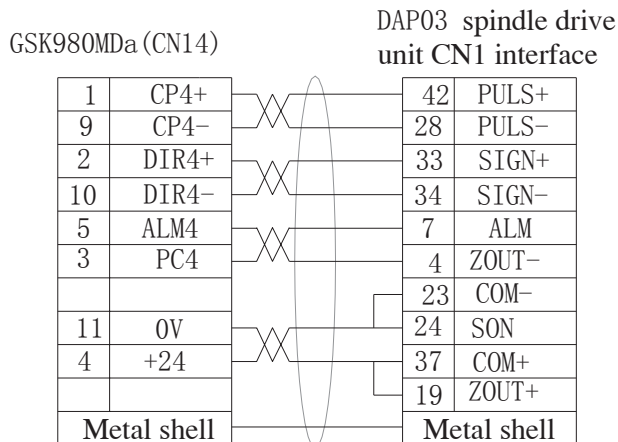 GSK980MDa(CN14)
DAP03 spindle drive
unit CN1 interface
1 CP4+ 42 PULS+
9 CP4- 28 PULS-
2 DIR4+ 33 SIGN+
10 DIR4- 34 SIGN-
5 ALM4 7 ALM
3 PC4 4 ZOUT-
23 COM-
11 0V 24 SON
4 +24 37 COM+
19 ZOUT+
Metal shell Metal shell